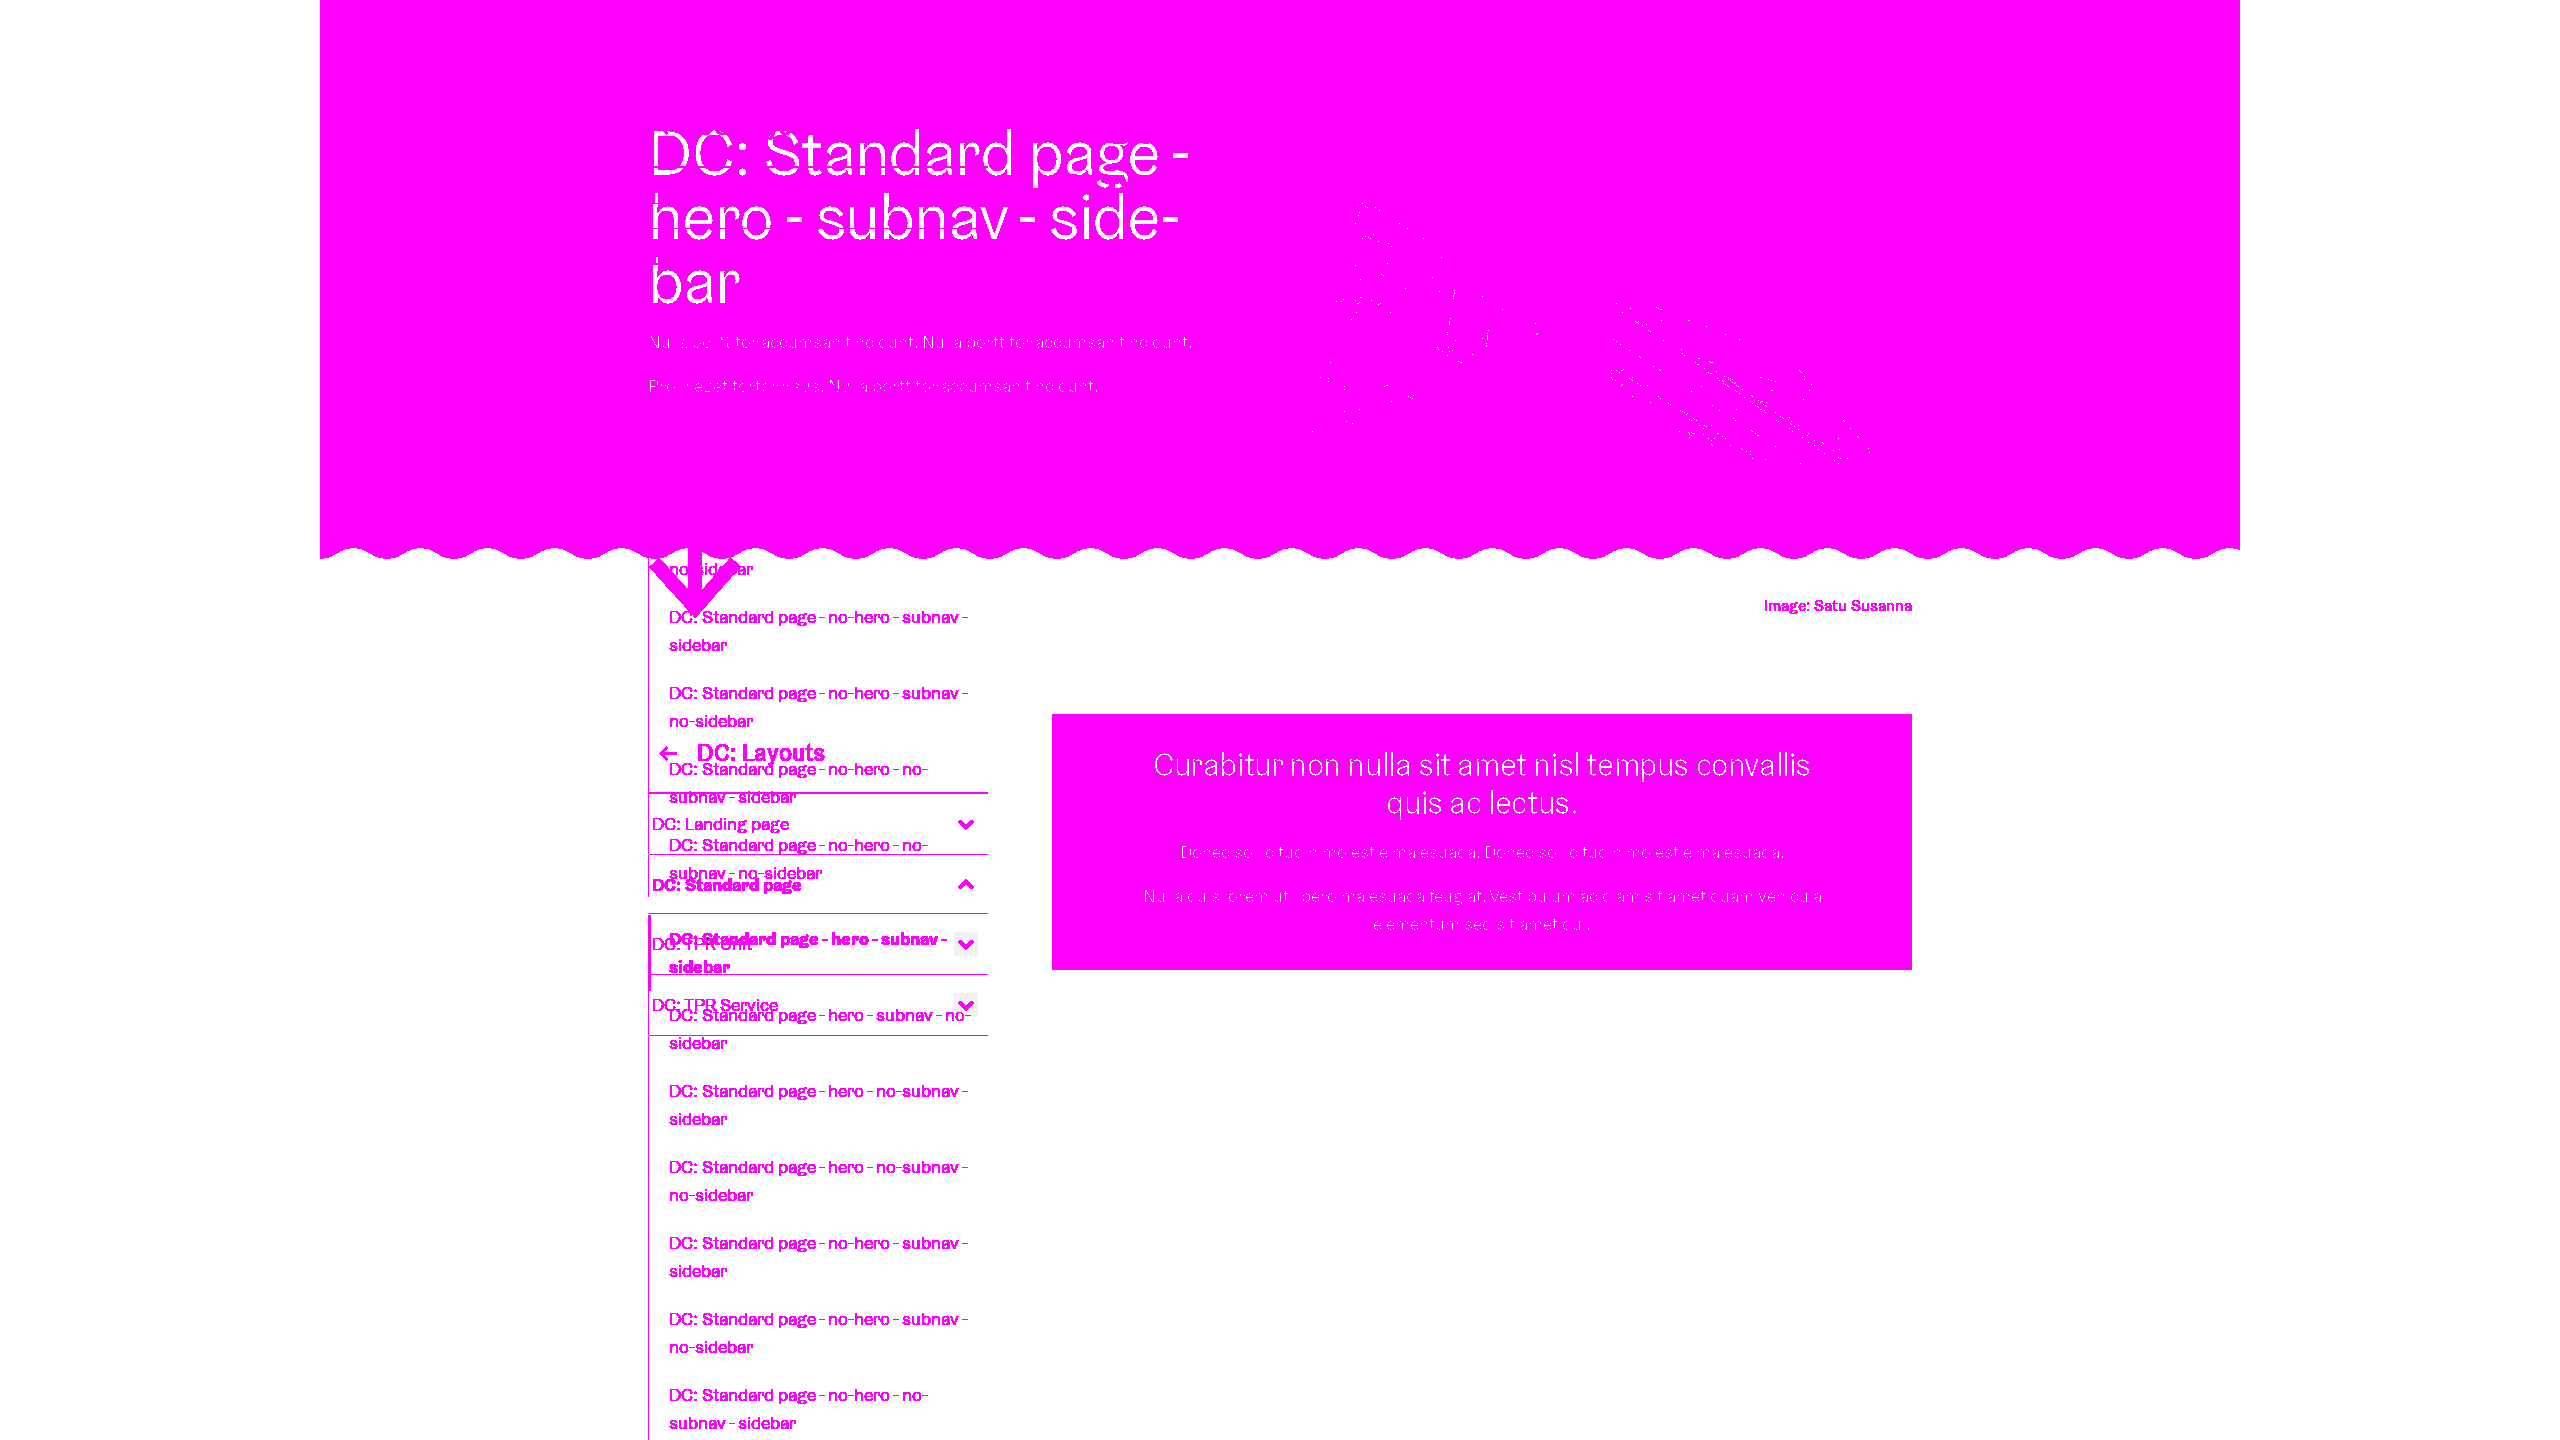 DC: Standard page -
hero - subnav - side-
bar
no-sidebar
DC: Standard page - no-hero - subnav -
sidebar
Image: Satu Susanna
DC: Standard page - no-hero - subnav -
no-sidebar
DC: Layouts
DC: Standard page - no-hero - no-
subnav - sidebar
DC: Landing page
DC: Standard page - no-hero - no-
subnav - no-sidebar
DC: Standard page
Curabitur non nulla sit amet nisl tempus convallis
quis ac lectus.
DC: Standard page - hero - subnav -
sidebar
DC: TPR Unit
DC: TPR Service
DC: Standard page - hero - subnav - no-
sidebar
DC: Standard page - hero - no-subnav -
sidebar
DC: Standard page - hero - no-subnav -
no-sidebar
DC: Standard page - no-hero - subnav -
sidebar
DC: Standard page - no-hero - subnav -
no-sidebar
DC: Standard page - no-hero - no-
subnav - sidebar